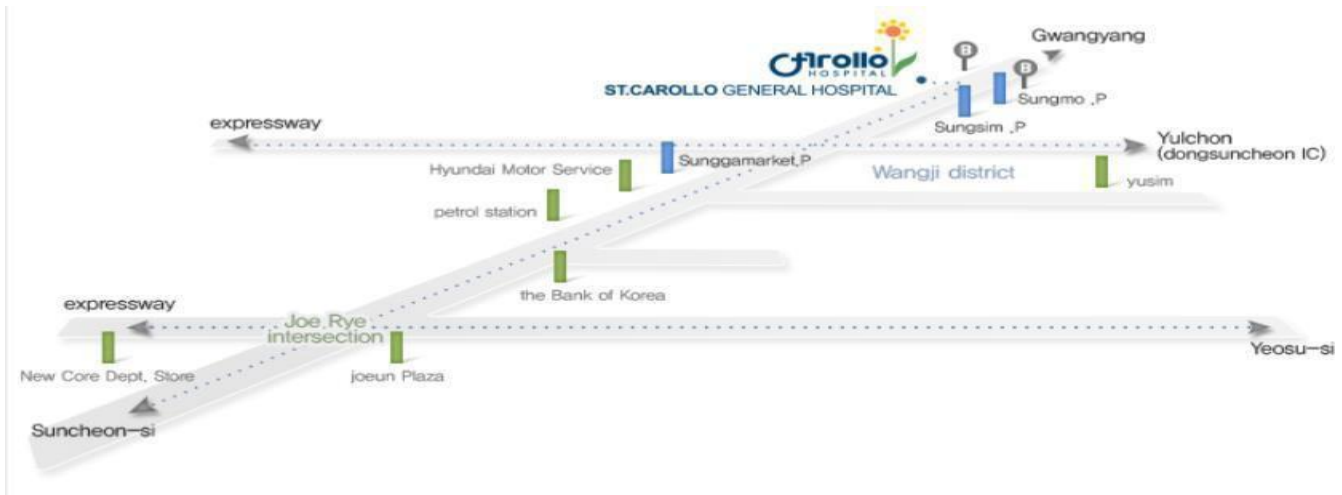 Gwangyang
B
Carollo
HOSPITAL
ST.CAROLLO GENERAL HOSPITAL
B
Sungmo .P
Sungsim .P
expressway
Yulchon
(dongsuncheon IC)
Sunggamarket.P
Hyundai Motor Service
Wangji district
yusim
petrol station
the Bank of Korea
expressway
Joe Rye
intersection
Yeosu-si
New Core Dept. Store
joeun Plaza
Suncheon-si